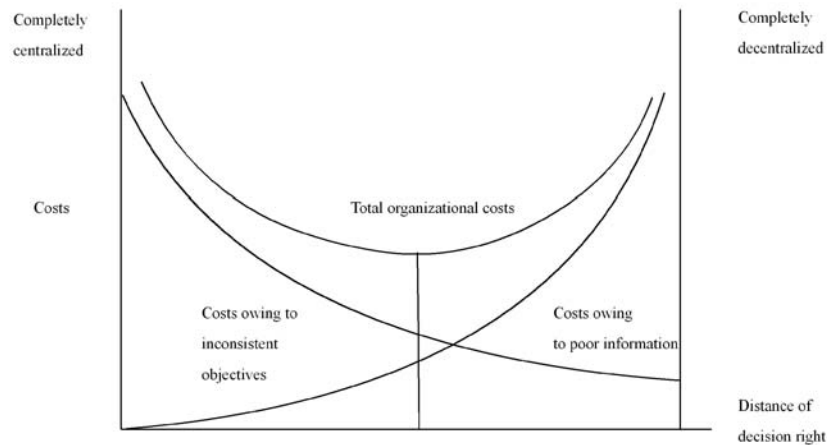 Completely
centralized
Completely
decentralized
Costs
Total organizational costs
Costs owing to
inconsistent
objectives
Costs owing
to poor information
Distance of
decision right